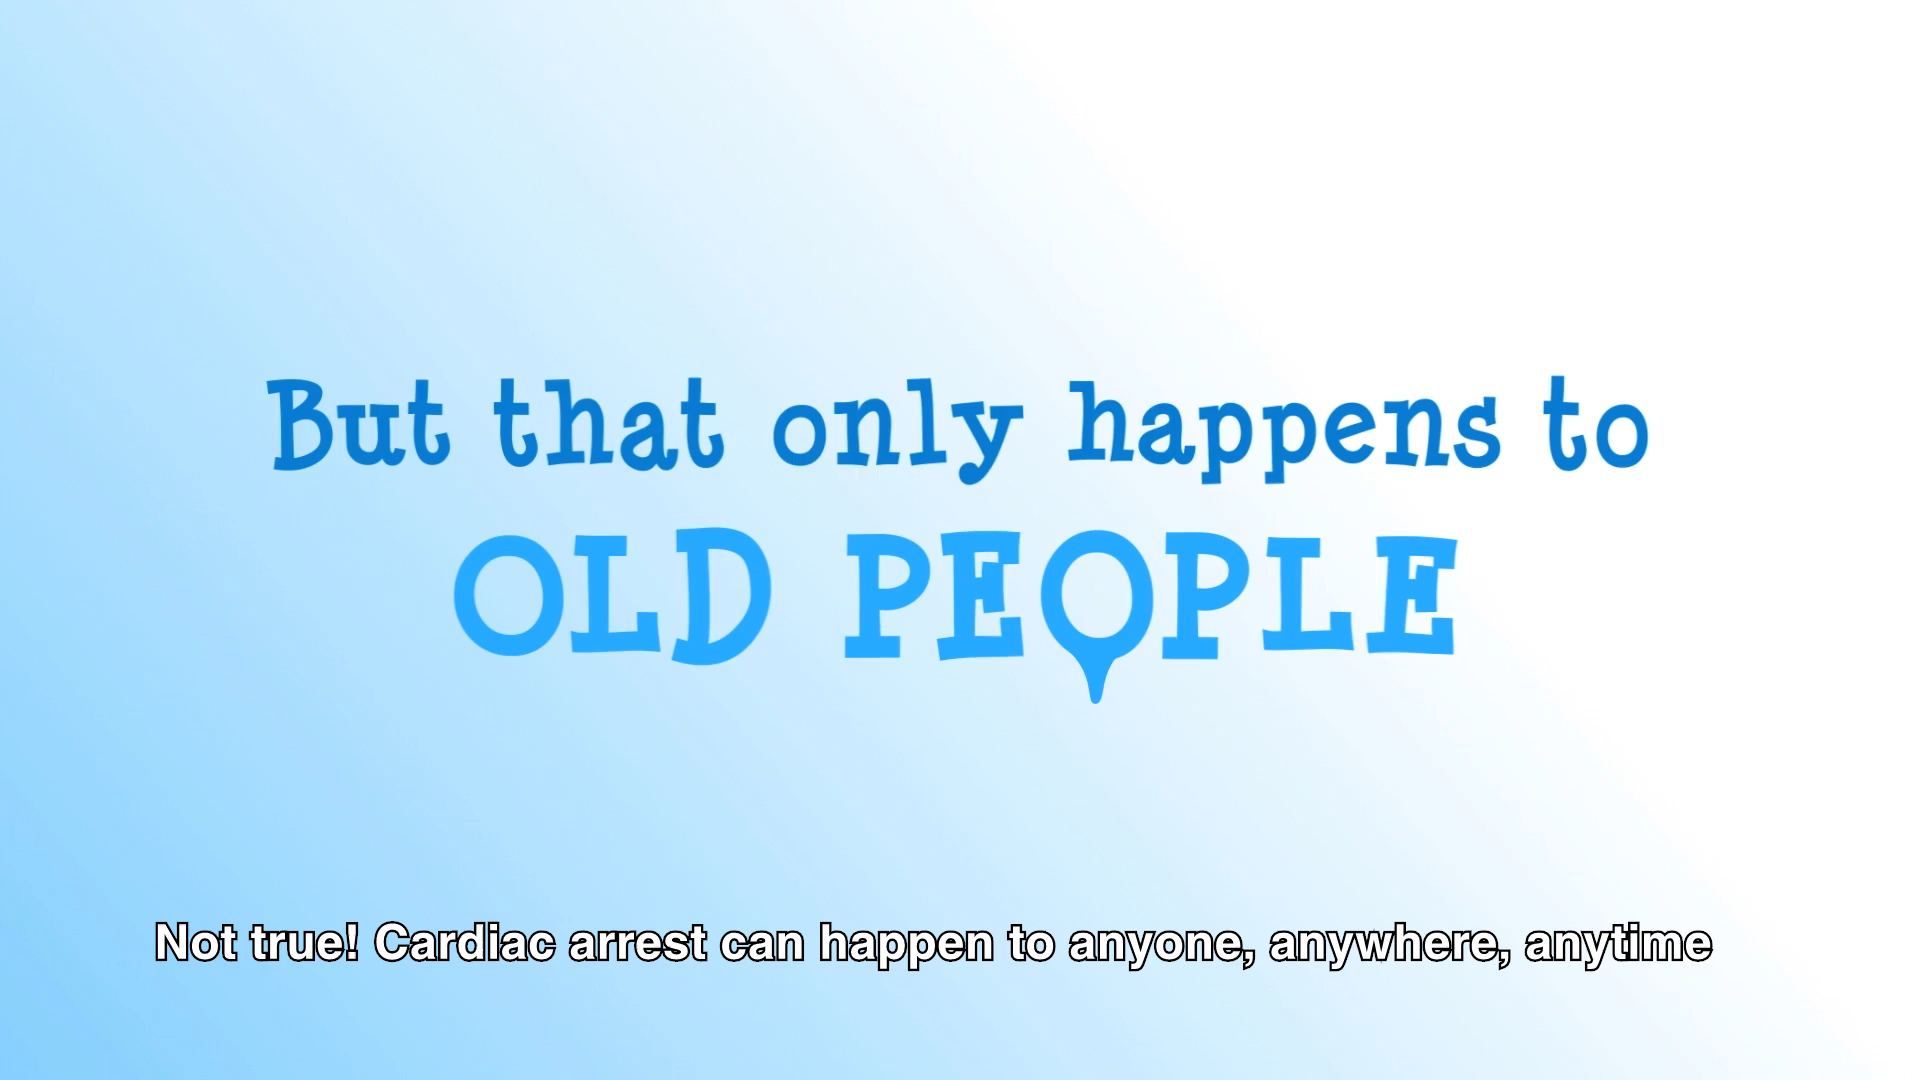 But that only happens to
OLD PEOPLE
Not true! Cardiac arrest can happen to anyone, anywhere, anytime